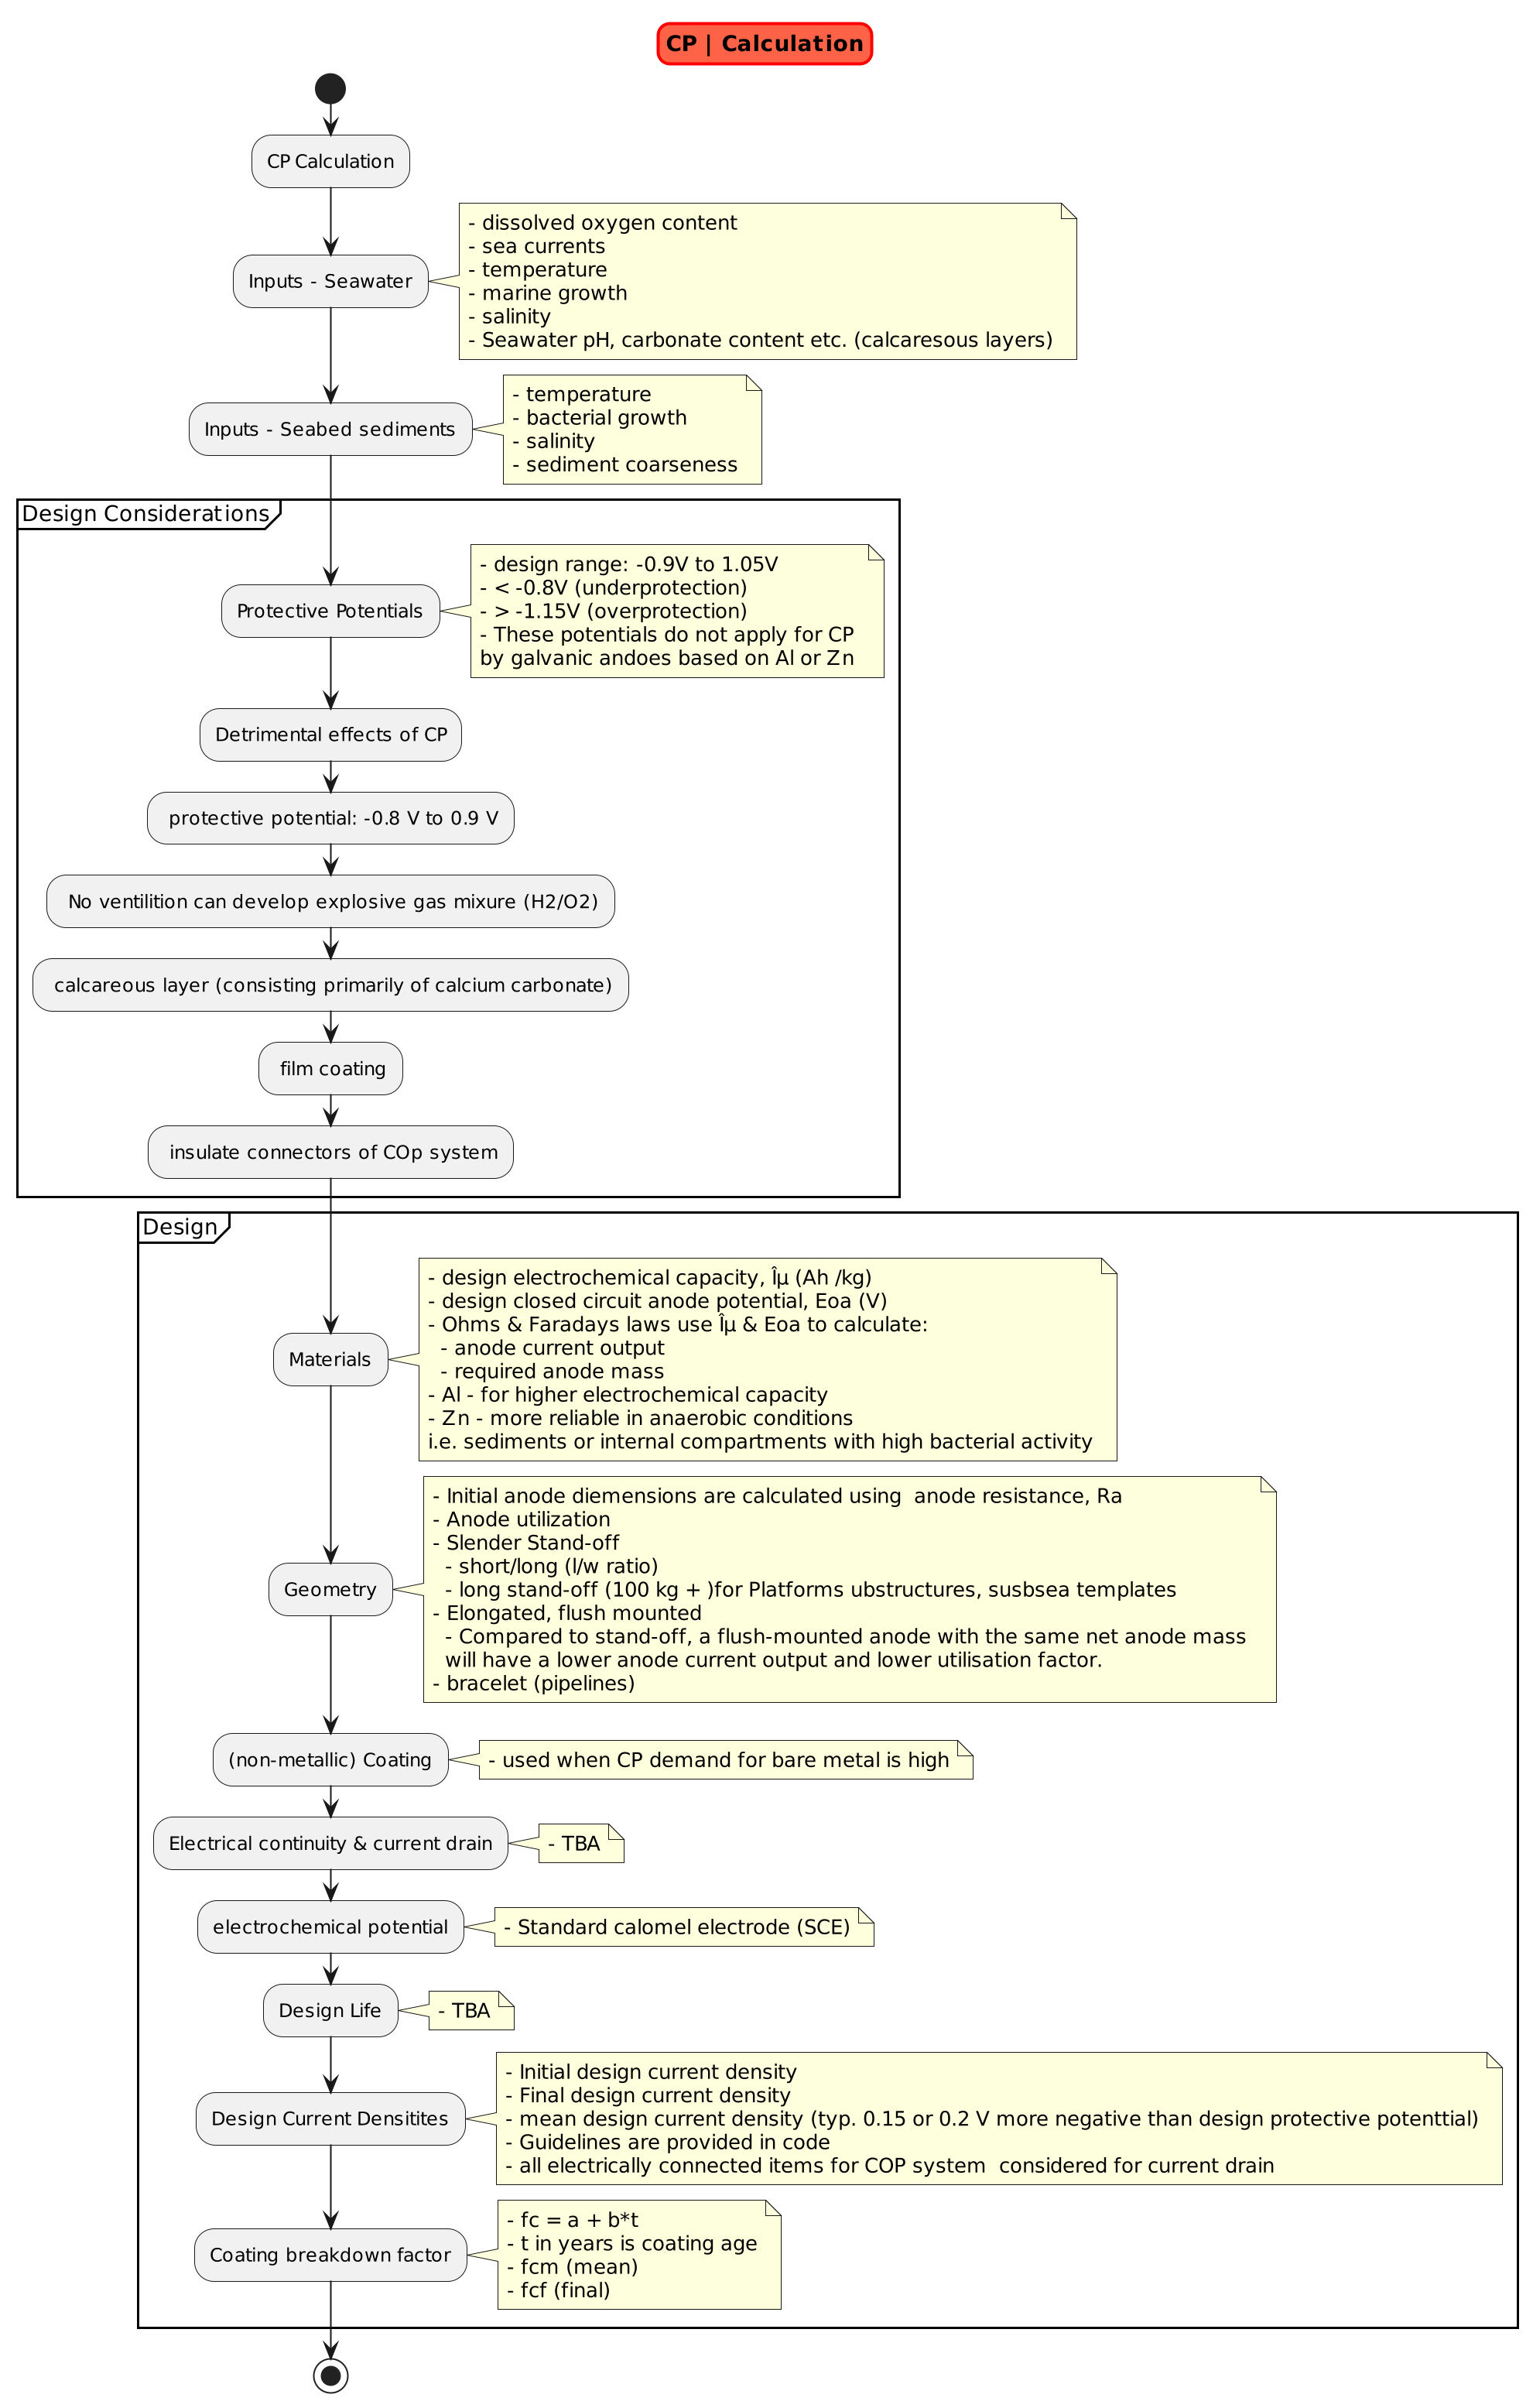 CP | Calculation
CP Calculation
Inputs - Seawater
- dissolved oxygen content
- sea currents
- temperature
- marine growth
- salinity
- Seawater pH, carbonate content etc. (calcaresous layers)
Inputs - Seabed sediments
- temperature
- bacterial growth
- salinity
- sediment coarseness
Design Considerations
Protective Potentials
- design range: -0.9V to 1.05V
- < -0.8V (underprotection)
- > -1.15V (overprotection)
- These potentials do not apply for CP
by galvanic andoes based on Al or Zn
Detrimental effects of CP
protective potential: -0.8 V to 0.9 V
No ventilition can develop explosive gas mixure (H2/O2)
calcareous layer (consisting primarily of calcium carbonate)
film coating
insulate connectors of COp system
Design
Materials
- design electrochemical capacity, Îµ (Ah /kg)
- design closed circuit anode potential, Eoa (V)
- Ohms & Faradays laws use Îµ & Eoa to calculate:
- anode current output
- required anode mass
- Al - for higher electrochemical capacity
- Zn - more reliable in anaerobic conditions
i.e. sediments or internal compartments with high bacterial activity
Geometry
- Initial anode diemensions are calculated using  anode resistance, Ra
- Anode utilization
- Slender Stand-off
- short/long (l/w ratio)
- long stand-off (100 kg + )for Platforms ubstructures, susbsea templates
- Elongated, flush mounted
- Compared to stand-off, a flush-mounted anode with the same net anode mass
will have a lower anode current output and lower utilisation factor.
- bracelet (pipelines)
(non-metallic) Coating
- used when CP demand for bare metal is high
Electrical continuity & current drain
- TBA
electrochemical potential
- Standard calomel electrode (SCE)
Design Life
- TBA
Design Current Densitites
- Initial design current density
- Final design current density
- mean design current density (typ. 0.15 or 0.2 V more negative than design protective potenttial)
- Guidelines are provided in code
- all electrically connected items for COP system  considered for current drain
Coating breakdown factor
- fc = a + b*t
- t in years is coating age
- fcm (mean)
- fcf (final)